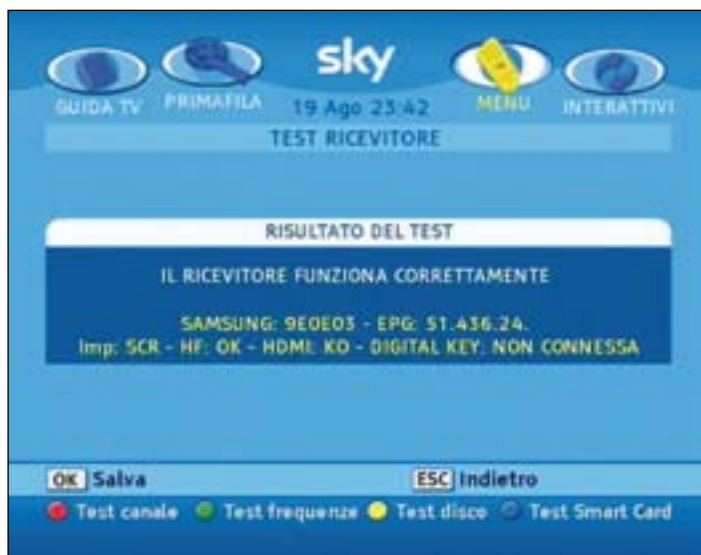 sky
GUIDA TV PRIMAFILA 19 Ago 23:42 MENU INTERATTIVI
TEST RICEVITORE
RISULTATO DEL TEST
IL RICEVITORE FUNZIONA CORRETTAMENTE
SAMSUNG: 9E0E03 - EPG: 51.436.24.
Imp: SCR - HF: OK - HDMI: KO - DIGITAL KEY: NON CONNESSA
OK Salva ESC Indietro
Test canale Test frequenze Test disco Test Smart Card